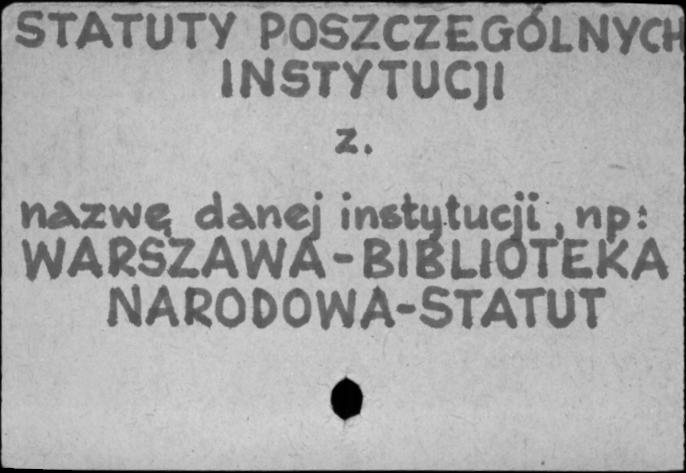 STATUTY POSZCZEGÓLNYCH
INSTYTUCJI
z.
nazwę danej instytucji, np:
WARSZAWA-BIBLIOTEKA
NARODOWA-STATUT